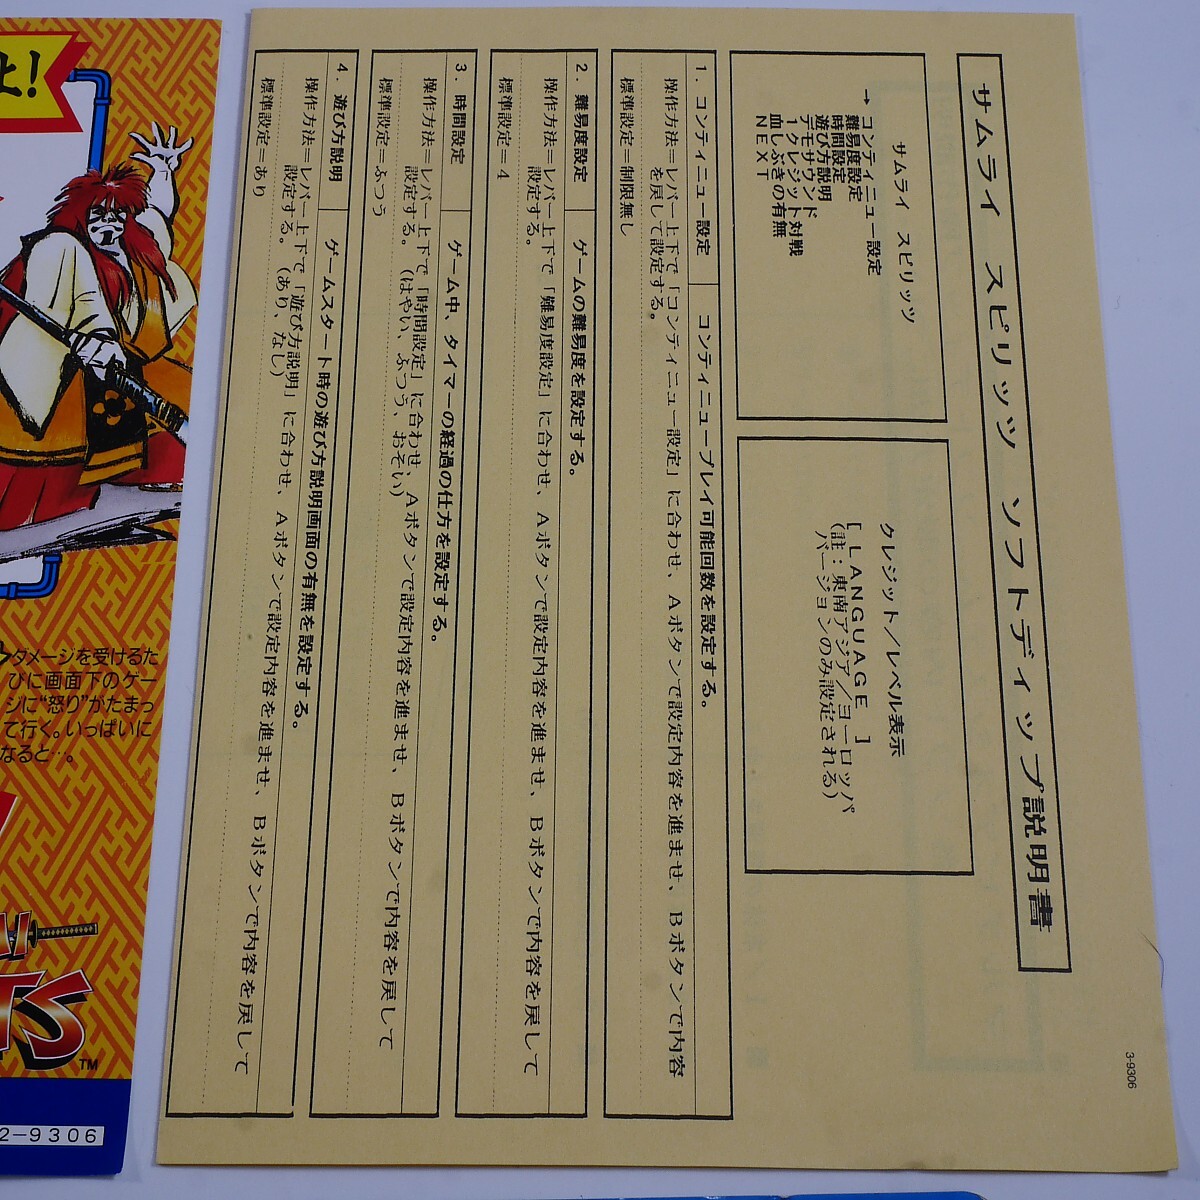 サムライ スピリッツ ソフトディップ説明書
サムライ スピリッツ
→ コンティニュー設定
難易度設定
時間設定
遊び方説明
デモサウンド
1クレジット対戦
血しぶきの有無
NEXT
クレジット/レベル表示
[ LANGUAGE ]
(註:東南アジア/ヨーロッパ
バージョンのみ設定される)
1. コンティニュー設定
コンティニュープレイ可能回数を設定する。
操作方法=レバー上下で「コンティニュー設定」に合わせ、Aボタンで設定内容を進ませ、Bボタンで内容
を戻して設定する。
標準設定=制限無し
2. 難易度設定
ゲームの難易度を設定する。
操作方法=レバー上下で「難易度設定」に合わせ、Aボタンで設定内容を進ませ、Bボタンで内容を戻して
設定する。
標準設定=4
3. 時間設定
ゲーム中、タイマーの経過の仕方を設定する。
操作方法=レバー上下で「時間設定」に合わせ、Aボタンで設定内容を進ませ、Bボタンで内容を戻して
設定する。(はやい、ふつう、おそい)
標準設定=ふつう
4. 遊び方説明
ゲームスタート時の遊び方説明画面の有無を設定する。
操作方法=レバー上下で「遊び方説明」に合わせ、Aボタンで設定内容を進ませ、Bボタンで内容を戻して
設定する。(あり、なし)
標準設定=あり
3-9306
ダメージを受けるた
びに画面下のゲー
ジに“怒り”がたまっ
て行く。いっぱいに
なると…。
TM
2-9306